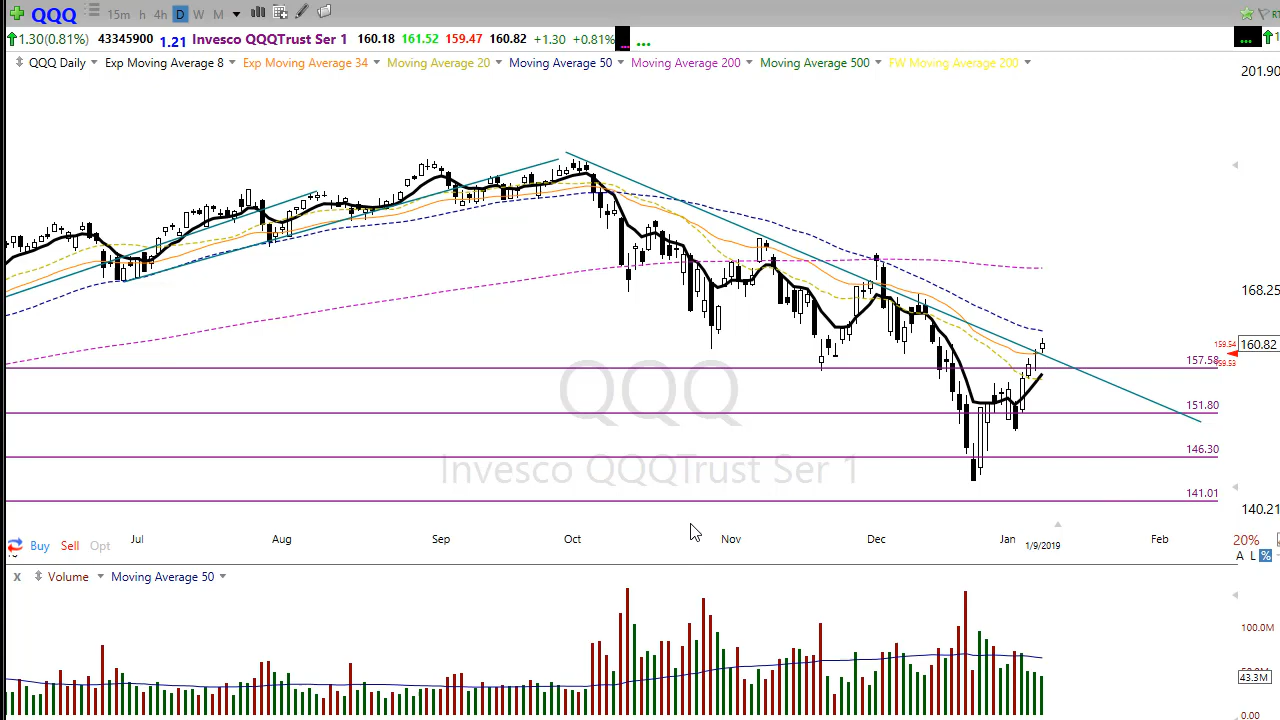 QQQ 15m h 4h D W M
1.30(0.81%) 43345900 1.21 Invesco QQQTrust Ser 1 160.18 161.52 159.47 160.82 +1.30 +0.81%
QQQ Daily Exp Moving Average 8 Exp Moving Average 34 Moving Average 20 Moving Average 50 Moving Average 200 Moving Average 500 FW Moving Average 200
201.90
168.25
159.54
160.82
157.58
159.53
QQQ
151.80
Invesco QQQTrust Ser 1
146.30
141.01
140.21
Buy Sell Opt
Jul Aug Sep Oct Nov Dec Jan 1/9/2019 Feb
20%
A L %
X Volume Moving Average 50
100.0M
43.3M
0.00